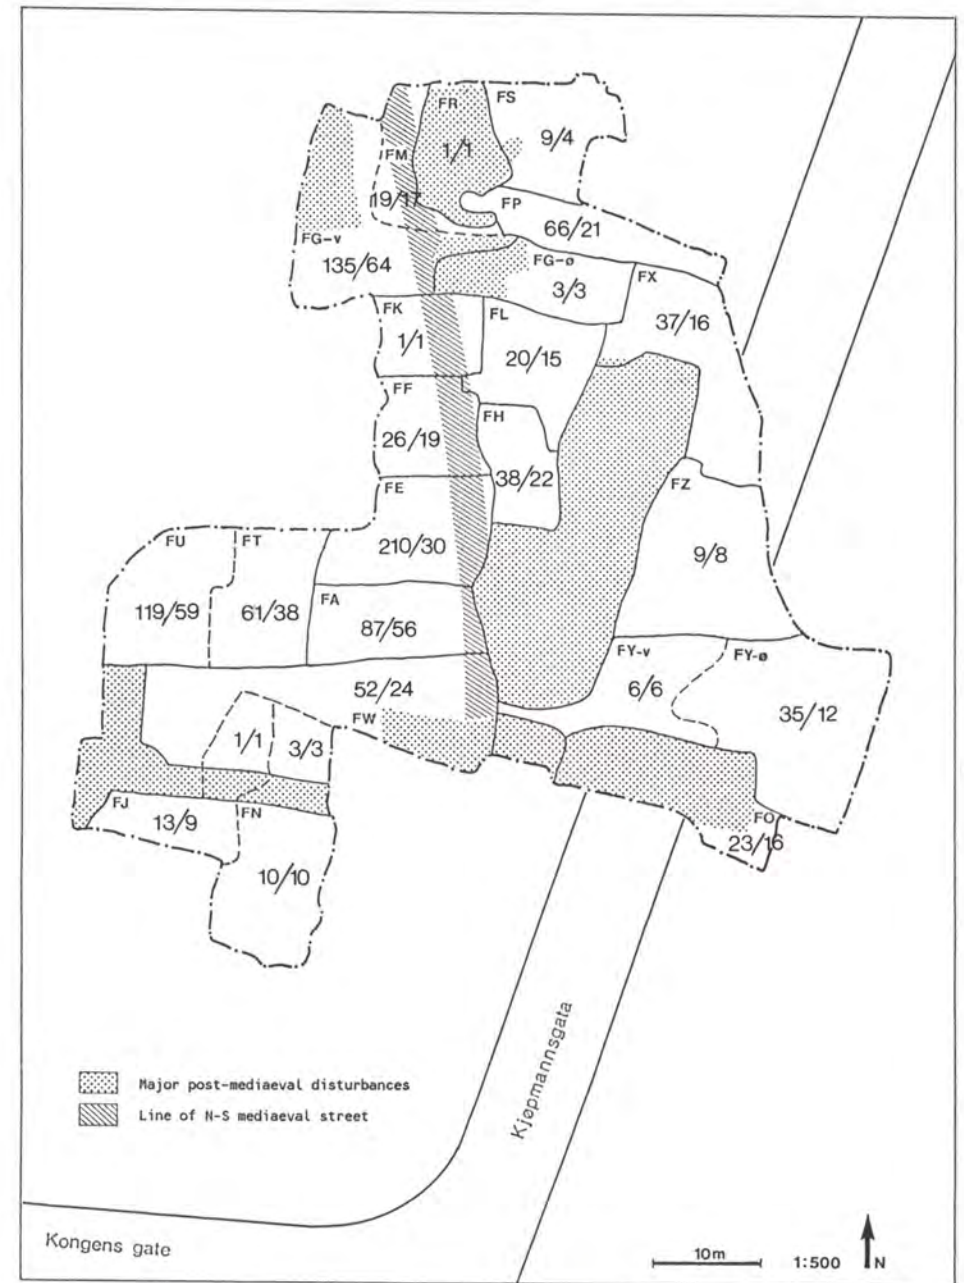 FR
FS
1/1
9/4
FM
19/17
FP
66/21
FG-v
135/64
FG-ø
3/3
FX
37/16
FK
1/1
FL
20/15
FF
26/19
FH
38/22
FE
210/30
FZ
9/8
FU
119/59
FT
61/38
FA
87/56
FY-v
6/6
FY-ø
35/12
52/24
FW
1/1
3/3
FJ
13/9
FN
10/10
FO
23/16
Major post-mediaeval disturbances
Line of N-S mediaeval street
Kjøpmannsgata
Kongens gate
10m
1:500
N